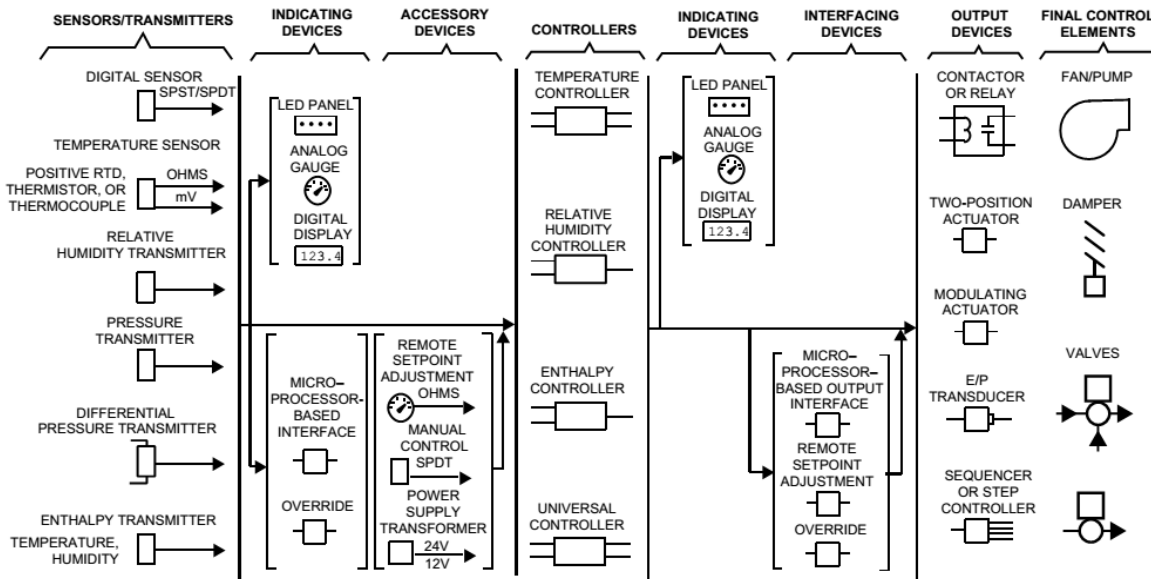 SENSORS/TRANSMITTERS
DIGITAL SENSOR
SPST/SPDT
TEMPERATURE SENSOR
POSITIVE RTD,
THERMISTOR, OR
THERMOCOUPLE
OHMS
mV
RELATIVE
HUMIDITY TRANSMITTER
PRESSURE
TRANSMITTER
DIFFERENTIAL
PRESSURE TRANSMITTER
ENTHALPY TRANSMITTER
TEMPERATURE,
HUMIDITY
INDICATING
DEVICES
LED PANEL
ANALOG
GAUGE
DIGITAL
DISPLAY
123.4
MICRO–
PROCESSOR-
BASED
INTERFACE
OVERRIDE
ACCESSORY
DEVICES
REMOTE
SETPOINT
ADJUSTMENT
OHMS
MANUAL
CONTROL
SPDT
POWER
SUPPLY
TRANSFORMER
24V
12V
CONTROLLERS
TEMPERATURE
CONTROLLER
RELATIVE
HUMIDITY
CONTROLLER
ENTHALPY
CONTROLLER
UNIVERSAL
CONTROLLER
INDICATING
DEVICES
LED PANEL
ANALOG
GAUGE
DIGITAL
DISPLAY
123.4
INTERFACING
DEVICES
MICRO–
PROCESSOR–
BASED OUTPUT
INTERFACE
REMOTE
SETPOINT
ADJUSTMENT
OVERRIDE
OUTPUT
DEVICES
CONTACTOR
OR RELAY
TWO-POSITION
ACTUATOR
MODULATING
ACTUATOR
E/P
TRANSDUCER
SEQUENCER
OR STEP
CONTROLLER
FINAL CONTROL
ELEMENTS
FAN/PUMP
DAMPER
VALVES